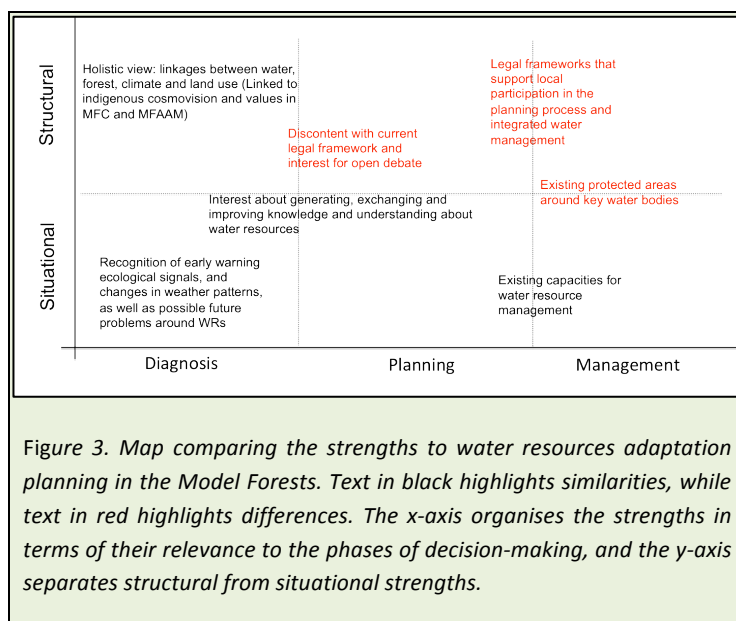 Structural
Holistic view: linkages between water,
forest, climate and land use (Linked
to indigenous cosmovision and values in
MFC and MFAAM)
Discontent with current
legal framework and
interest for open debate
Legal frameworks that
support local
participation in the
planning process and
integrated water
management
Existing protected areas
around key water bodies
Situational
Interest about generating, exchanging and
improving knowledge and understanding about
water resources
Recognition of early warning
ecological signals, and
changes in weather patterns,
as well as possible future
problems around WRs
Existing capacities for
water resource
management
Diagnosis
Planning
Management
Figure 3. Map comparing the strengths to water resources adaptation
planning in the Model Forests. Text in black highlights similarities, while
text in red highlights differences. The x-axis organises the strengths in
terms of their relevance to the phases of decision-making, and the y-axis
separates structural from situational strengths.